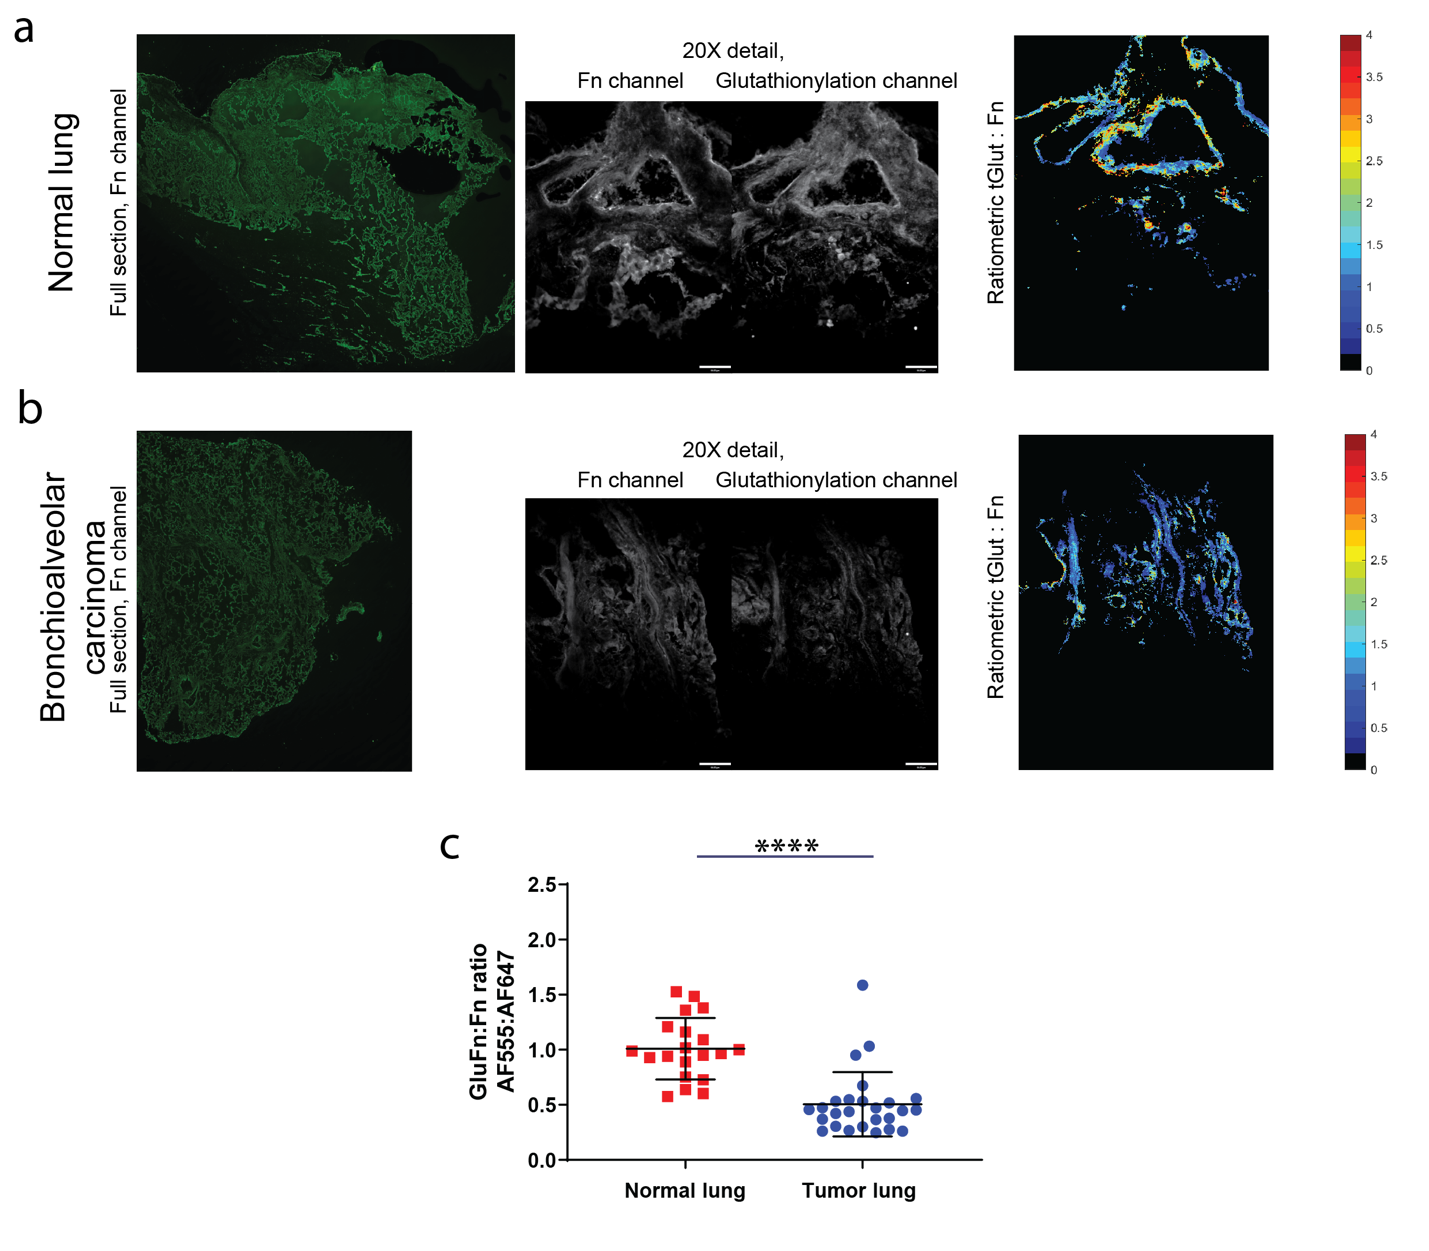 a
Normal lung
Full section, Fn channel
20X detail,
Fn channel
Glutathionylation channel
Ratiometric tGlut : Fn
4
3.5
3
2.5
2
1.5
1
0.5
0
b
Bronchioalveolar
carcinoma
Full section, Fn channel
20X detail,
Fn channel
Glutathionylation channel
Ratiometric tGlut : Fn
4
3.5
3
2.5
2
1.5
1
0.5
0
c
****
GluFn:Fn ratio
AF555:AF647
2.5
2.0
1.5
1.0
0.5
0.0
Normal lung
Tumor lung